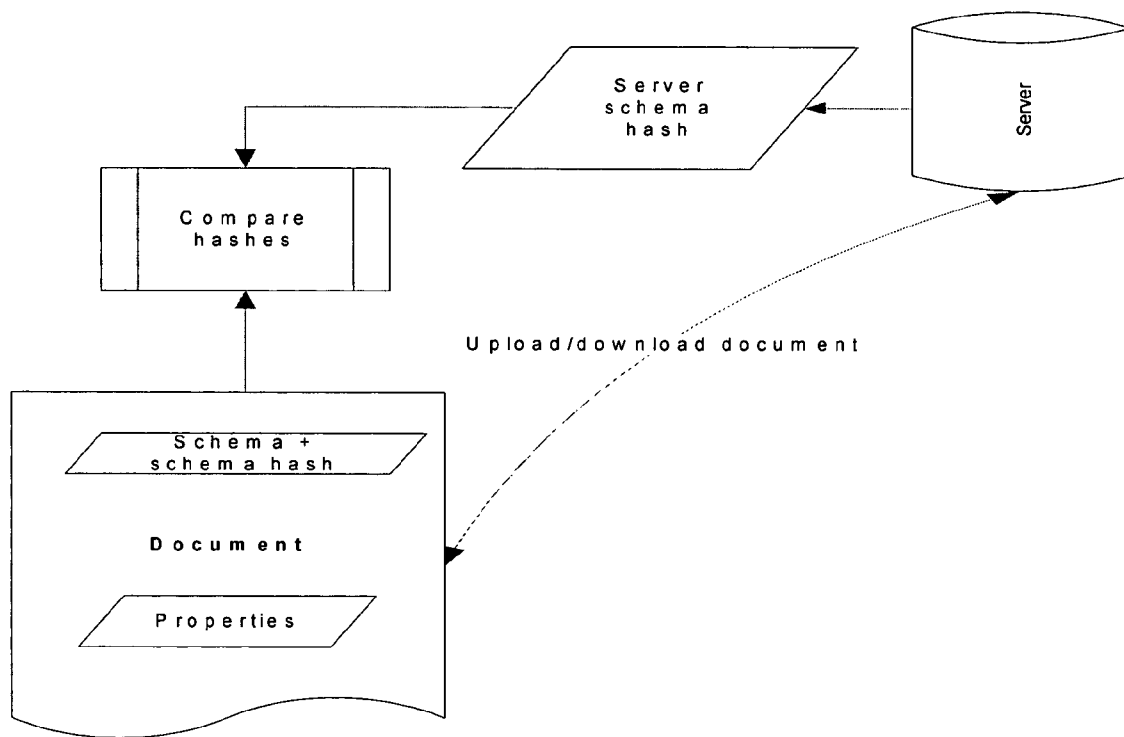 Server
schema
hash
Server
Compare
hashes
Upload/download document
Schema +
schema hash
Document
Properties